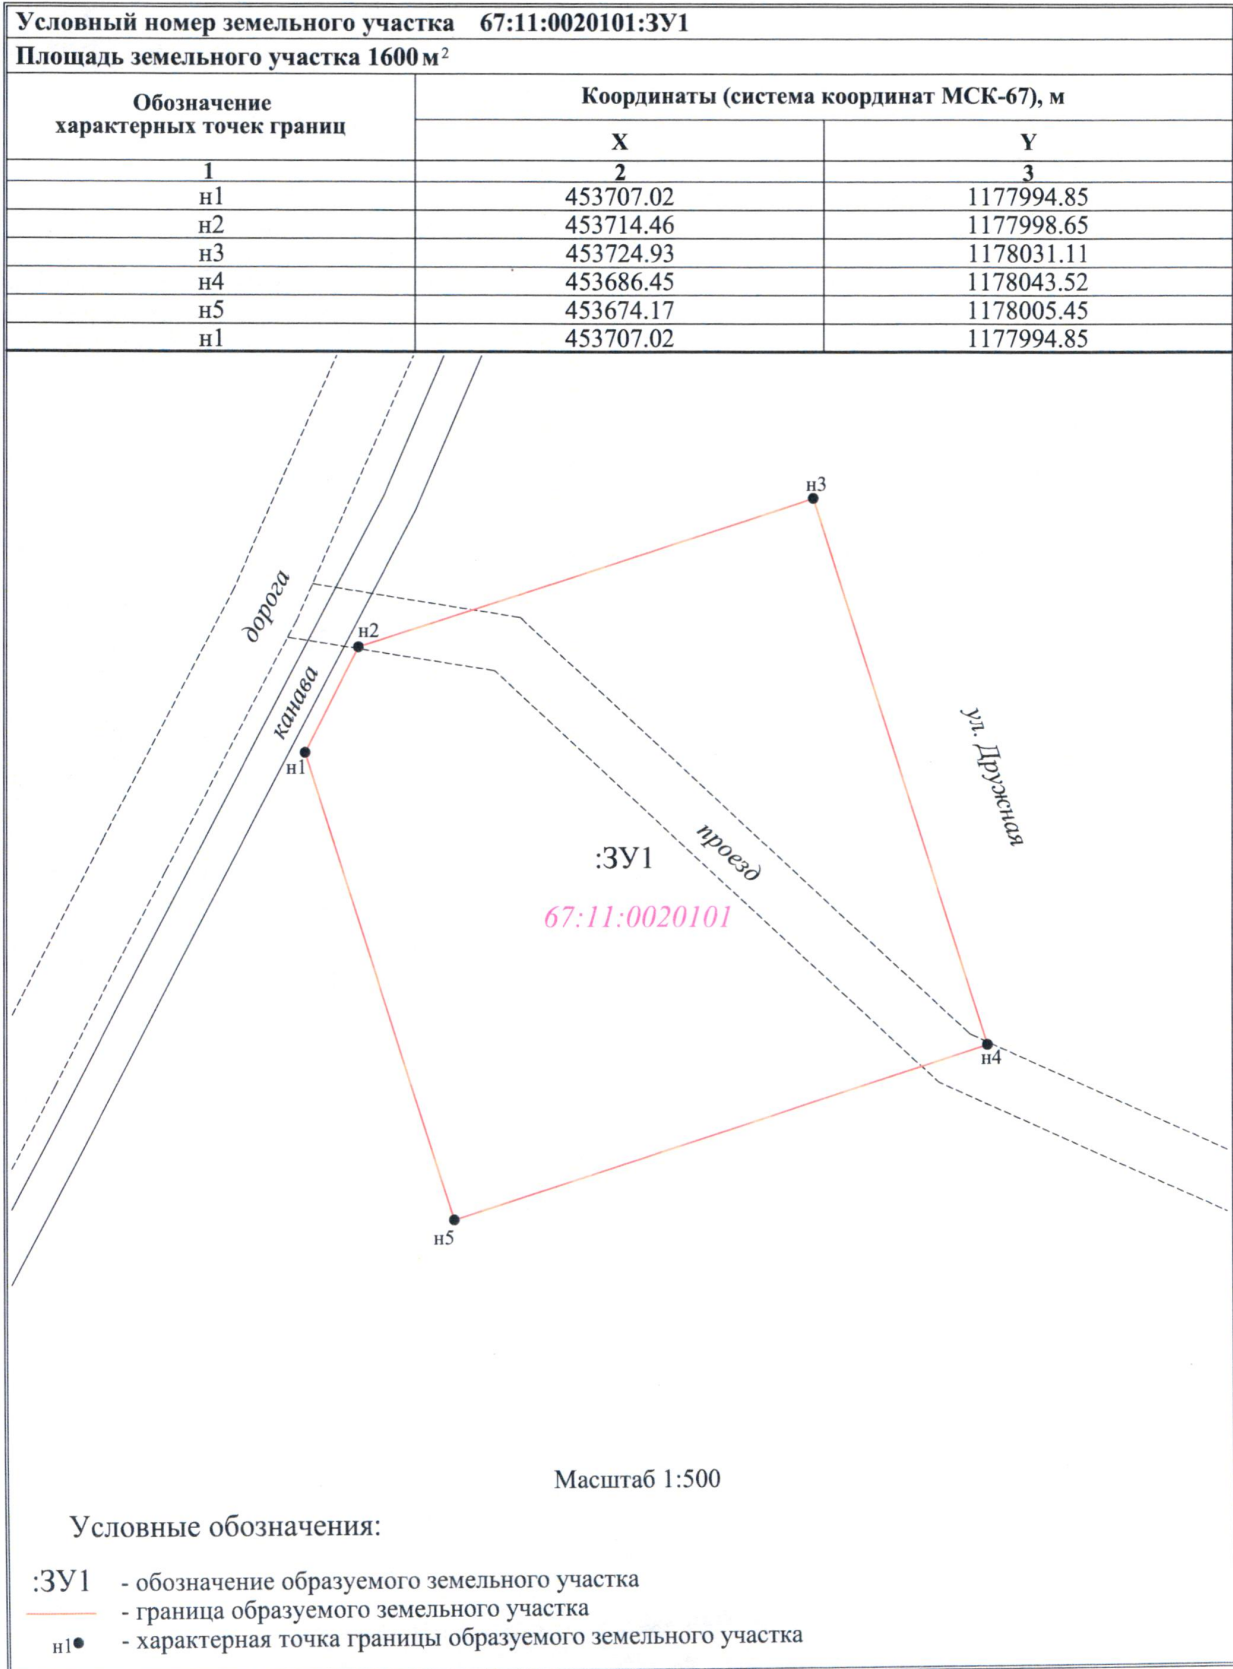 Условный номер земельного участка 67:11:0020101:ЗУ1
Площадь земельного участка 1600 м²
Обозначение характерных точек границ
Координаты (система координат МСК-67), м
X Y
1 2 3
н1 453707.02 1177994.85
н2 453714.46 1177998.65
н3 453724.93 1178031.11
н4 453686.45 1178043.52
н5 453674.17 1178005.45
н1 453707.02 1177994.85
н3
дорога
н2
канава
н1
ул. Дружная
проезд
:ЗУ1
67:11:0020101
н4
н5
Масштаб 1:500
Условные обозначения:
:ЗУ1 - обозначение образуемого земельного участка
- граница образуемого земельного участка
н1 - характерная точка границы образуемого земельного участка